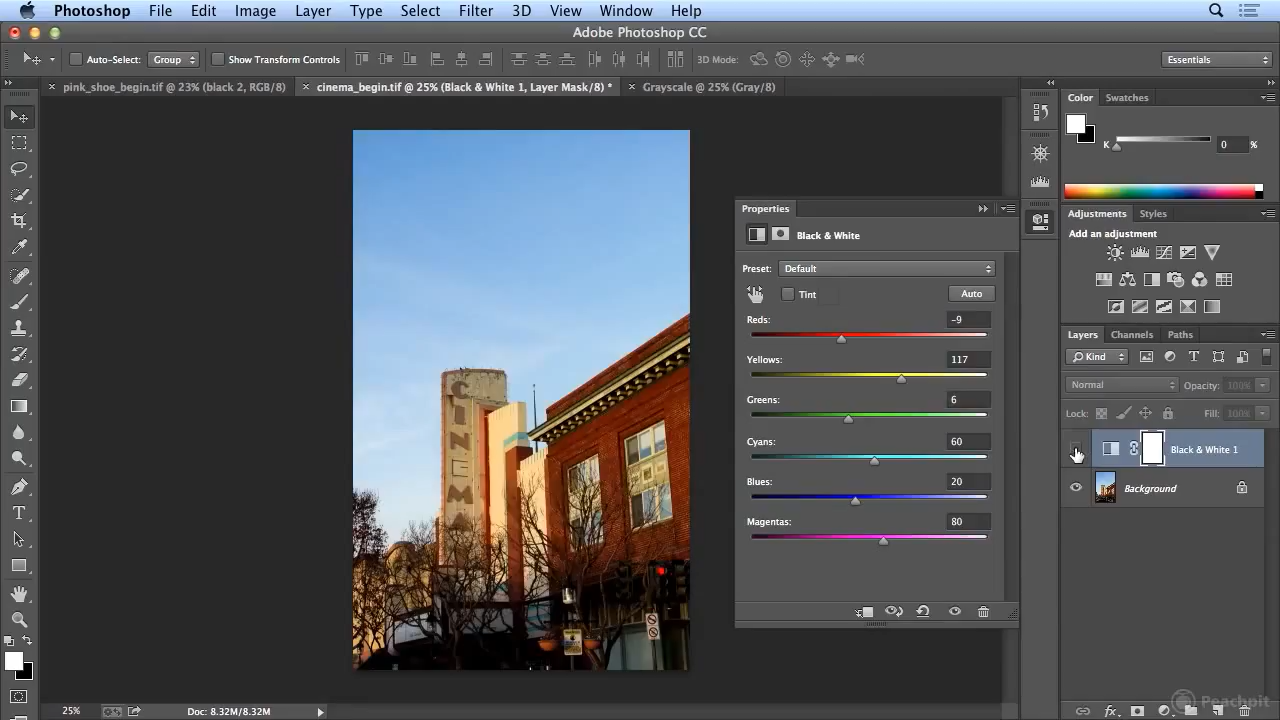 Photoshop File Edit Image Layer Type Select Filter 3D View Window Help
Adobe Photoshop CC
Auto-Select: Group Show Transform Controls 3D Mode: Essentials
pink_shoe_begin.tif @ 23% (black 2, RGB/8) cinema_begin.tif @ 25% (Black & White 1, Layer Mask/8) * Grayscale @ 25% (Gray/8)
Color Swatches
K 0 %
Properties
Black & White
Preset: Default
Tint Auto
Reds: -9
Yellows: 117
Greens: 6
Cyans: 60
Blues: 20
Magentas: 80
Adjustments Styles
Add an adjustment
Layers Channels Paths
Kind
Normal Opacity: 100%
Lock: Fill: 100%
Black & White 1
Background
CINEMA
25% Doc: 8.32M/8.32M
Peachpit